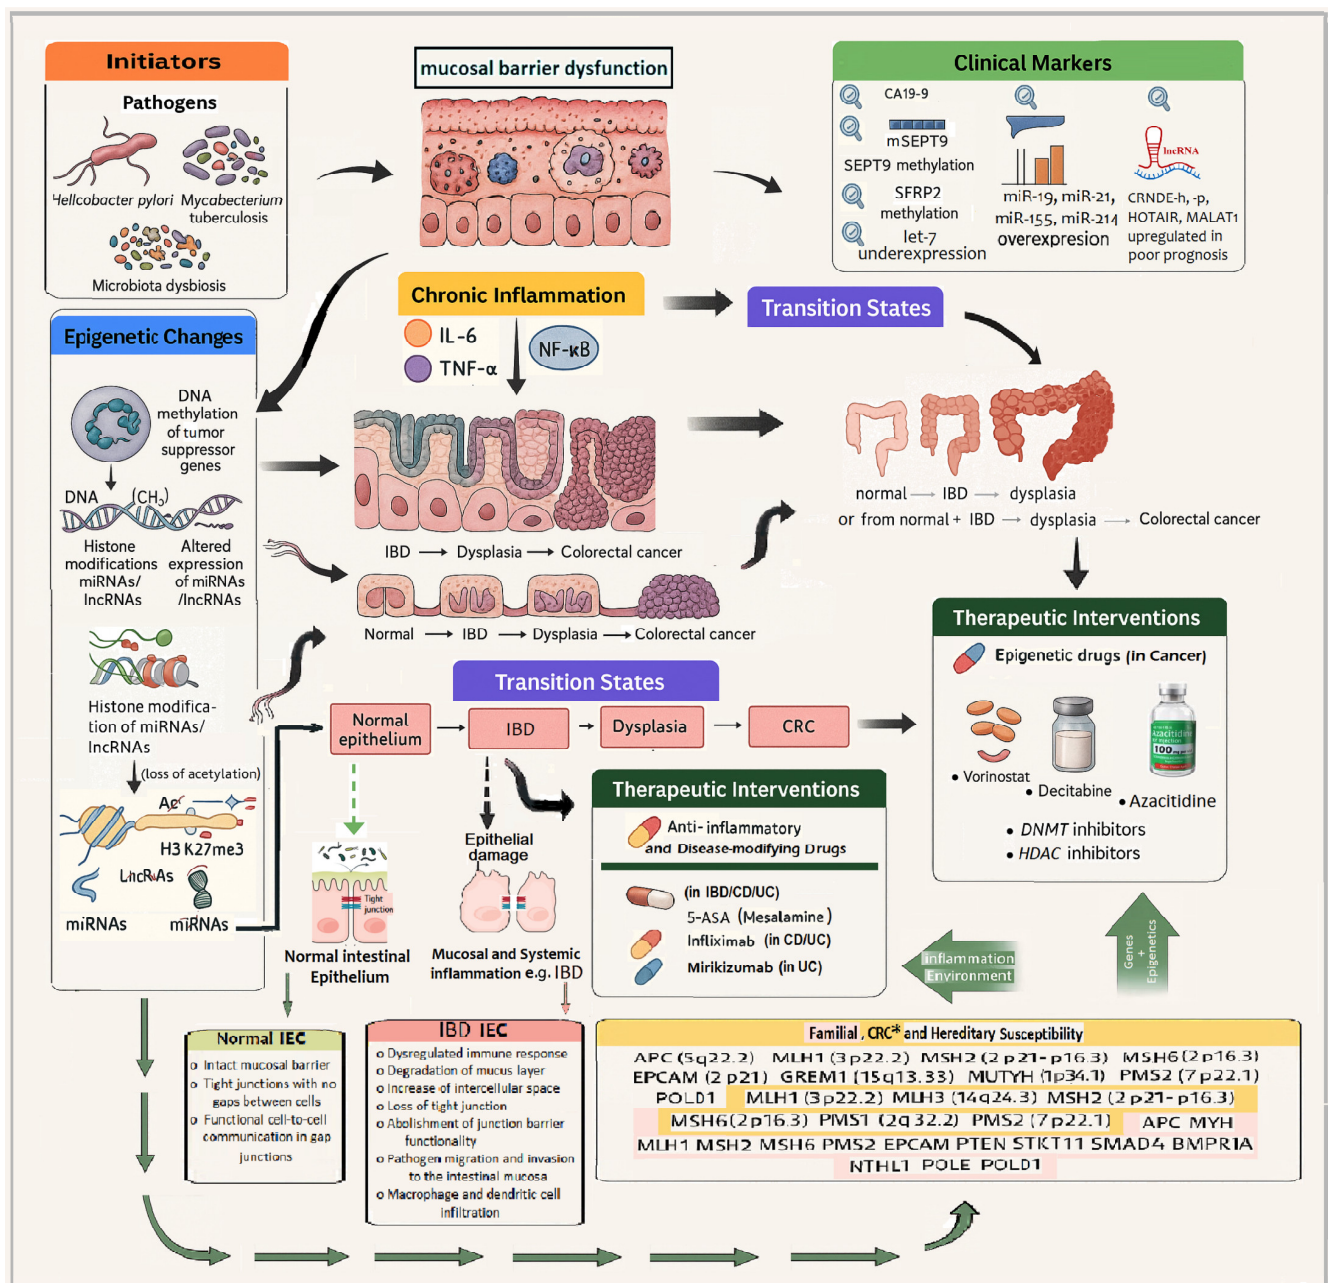 Initiators
Pathogens
Hellcobacter pylori
Mycabecterium
tuberculosis
Microbiota dysbiosis
mucosal barrier dysfunction
Clinical Markers
CA19-9
mSEPT9
SEPT9 methylation
SFRP2
methylation
let-7
underexpression
miR-19, miR-21,
miR-155, miR-214
overexpresion
lncRNA
CRNDE-h, -p,
HOTAIR, MALAT1
upregulated in
poor prognosis
Chronic Inflammation
IL-6
TNF-α
NF-κB
Transition States
Epigenetic Changes
DNA
methylation
of tumor
suppressor
genes
DNA
(CH₂)
Histone
modifications
miRNAs/
lncRNAs
Altered
expression
of miRNAs
/lncRNAs
Histone modifica-
tion of miRNAs/
lncRNAs
(loss of acetylation)
Ac
H3 K27me3
LncRNAs
miRNAs
miRNAs
IBD → Dysplasia → Colorectal cancer
Normal → IBD → Dysplasia → Colorectal cancer
normal → IBD → dysplasia
or from normal + IBD → dysplasia → Colorectal cancer
Transition States
Normal
epithelium
IBD
Dysplasia
CRC
Tight
junction
Normal intestinal
Epithelium
Epithelial
damage
Mucosal and Systemic
inflammation e.g. IBD
Therapeutic Interventions
Anti-inflammatory
and Disease-modifying Drugs
(in IBD/CD/UC)
5-ASA (Mesalamine)
Infliximab (in CD/UC)
Mirikizumab (in UC)
Therapeutic Interventions
Epigenetic drugs (in Cancer)
Azacitidine
100 mg
• Vorinostat
• Decitabine
• Azacitidine
• DNMT inhibitors
• HDAC inhibitors
inflammation
Environment
Genes
+
Epigenetics
Normal IEC
o Intact mucosal barrier
o Tight junctions with no
gaps between cells
o Functional cell-to-cell
communication in gap
junctions
IBD IEC
o Dysregulated immune response
o Degradation of mucus layer
o Increase of intercellular space
o Loss of tight junction
o Abolishment of junction barrier
functionality
o Pathogen migration and invasion
to the intestinal mucosa
o Macrophage and dendritic cell
infiltration
Familial , CRC* and Hereditary Susceptibility
APC (5q22.2) MLH1 (3p22.2) MSH2 (2p21-p16.3) MSH6 (2p16.3)
EPCAM (2p21) GREM1 (15q13.33) MUTYH (1p34.1) PMS2 (7p22.1)
POLD1 MLH1 (3p22.2) MLH3 (14q24.3) MSH2 (2p21-p16.3)
MSH6(2p16.3) PMS1 (2q32.2) PMS2 (7p22.1) APC MYH
MLH1 MSH2 MSH6 PMS2 EPCAM PTEN STKT11 SMAD4 BMPR1A
NTHL1 POLE POLD1